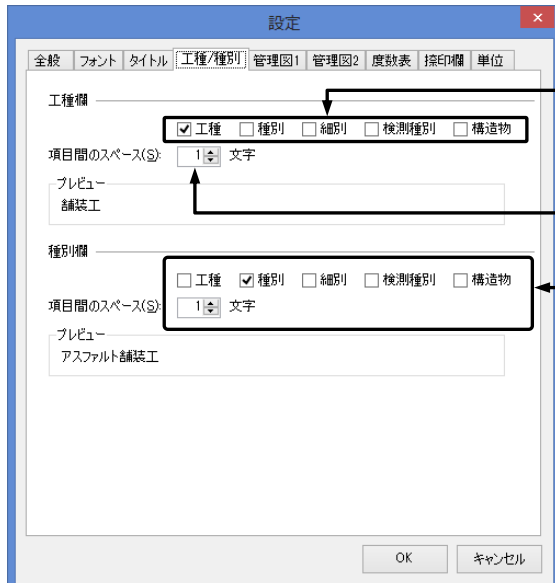 設定
全般 フォント タイトル 工種/種別 管理図1 管理図2 度数表 捺印欄 単位
工種欄
工種 種別 細別 検測種別 構造物
項目間のスペース(S): 1 文字
プレビュー
舗装工
種別欄
工種 種別 細別 検測種別 構造物
項目間のスペース(S): 1 文字
プレビュー
アスファルト舗装工
OK キャンセル